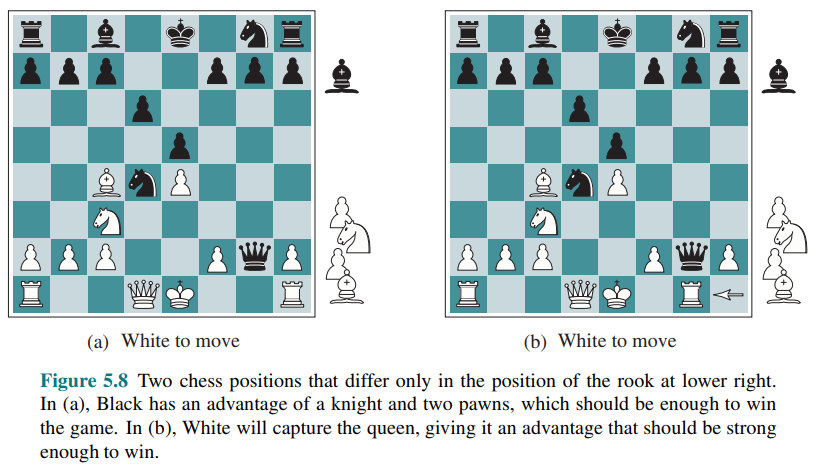 (a) White to move
(b) White to move
Figure 5.8 Two chess positions that differ only in the position of the rook at lower right.
In (a), Black has an advantage of a knight and two pawns, which should be enough to win
the game. In (b), White will capture the queen, giving it an advantage that should be strong
enough to win.